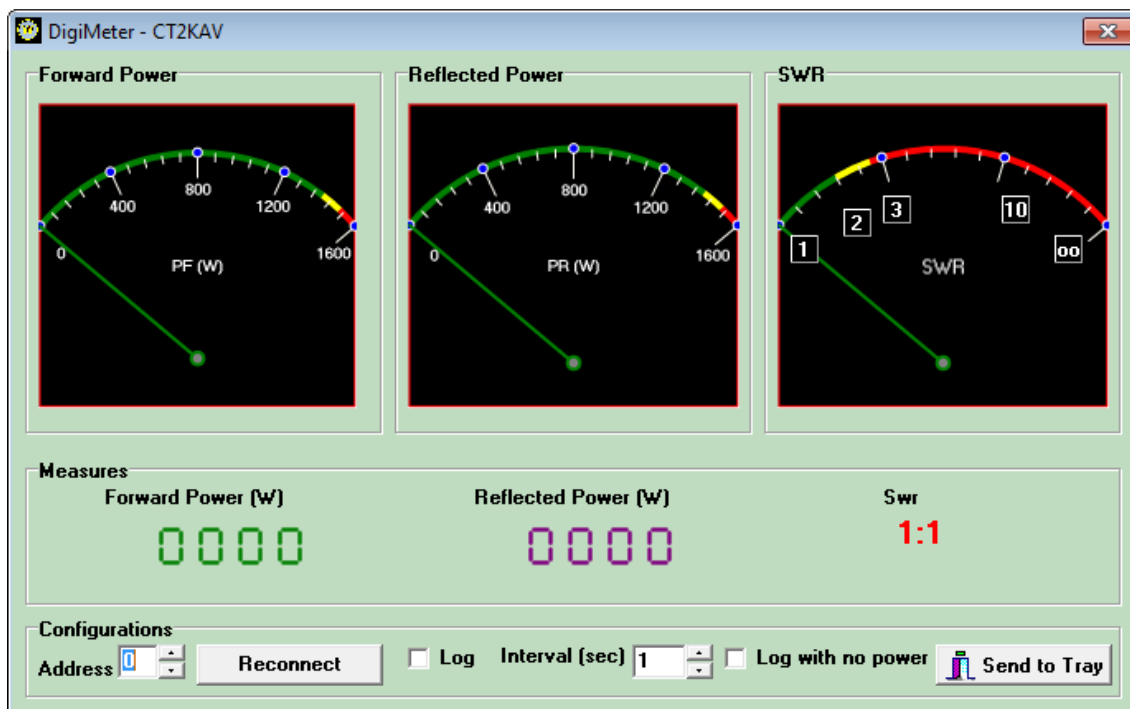 DigiMeter - CT2KAV
Forward Power
400
800
1200
0
1600
PF (W)
Reflected Power
400
800
1200
0
1600
PR (W)
SWR
1
2
3
10
oo
SWR
Measures
Forward Power (W)
0000
Reflected Power (W)
0000
Swr
1:1
Configurations
Address 0 Reconnect Log Interval (sec) 1 Log with no power Send to Tray